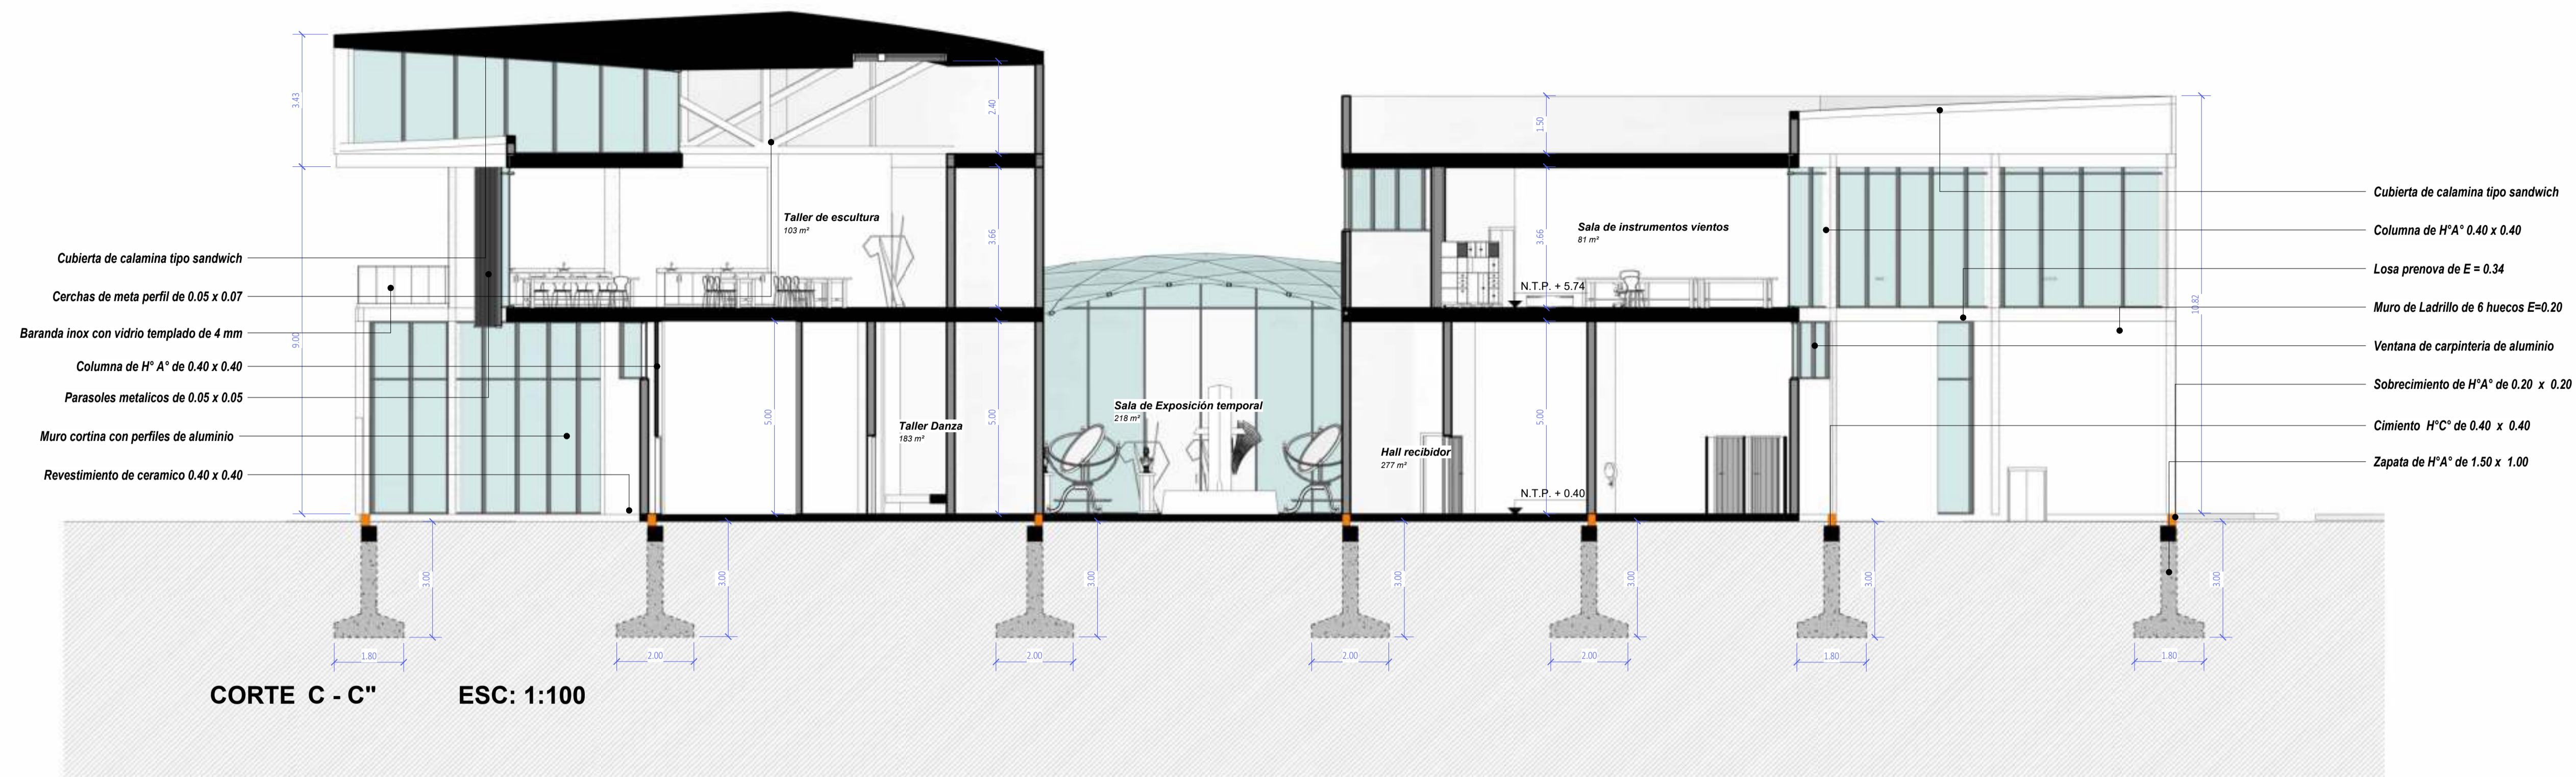 3.43
2.40
1.50
Taller de escultura
103 m²
3.66
3.66
Sala de instrumentos vientos
81 m²
N.T.P. + 5.74
Cubierta de calamina tipo sandwich
Cerchas de meta perfil de 0.05 x 0.07
Baranda inox con vidrio templado de 4 mm
Columna de H° A° de 0.40 x 0.40
Parasoles metalicos de 0.05 x 0.05
Muro cortina con perfiles de aluminio
Revestimiento de ceramico 0.40 x 0.40
9.00
5.00
Taller Danza
183 m²
5.00
Sala de Exposición temporal
218 m²
Hall recibidor
277 m²
5.00
N.T.P. + 0.40
10.82
Cubierta de calamina tipo sandwich
Columna de H°A° 0.40 x 0.40
Losa prenova de E = 0.34
Muro de Ladrillo de 6 huecos E=0.20
Ventana de carpinteria de aluminio
Sobrecimiento de H°A° de 0.20 x 0.20
Cimiento H°C° de 0.40 x 0.40
Zapata de H°A° de 1.50 x 1.00
3.00
3.00
3.00
3.00
3.00
3.00
3.00
1.80
2.00
2.00
2.00
2.00
1.80
1.80
CORTE C - C" ESC: 1:100